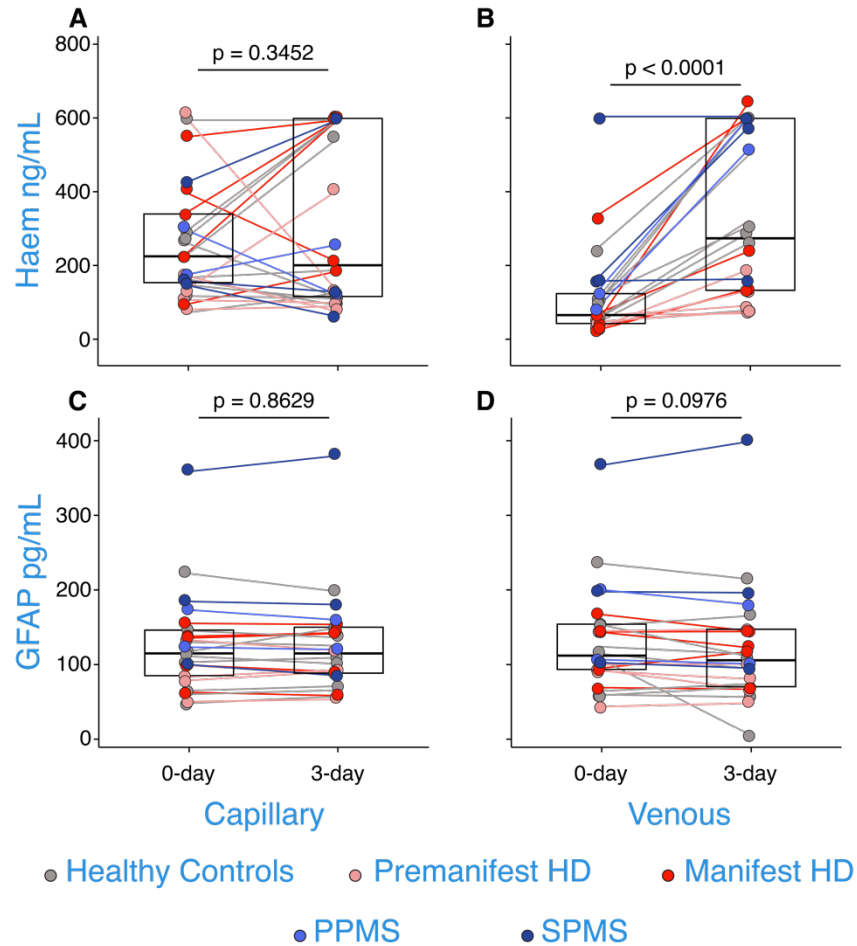 A
B
p = 0.3452
p < 0.0001
800
600
400
200
0
Haem ng/mL
C
D
p = 0.8629
p = 0.0976
400
300
200
100
0
GFAP pg/mL
0-day 3-day
0-day 3-day
Capillary
Venous
Healthy Controls Premanifest HD Manifest HD
PPMS SPMS